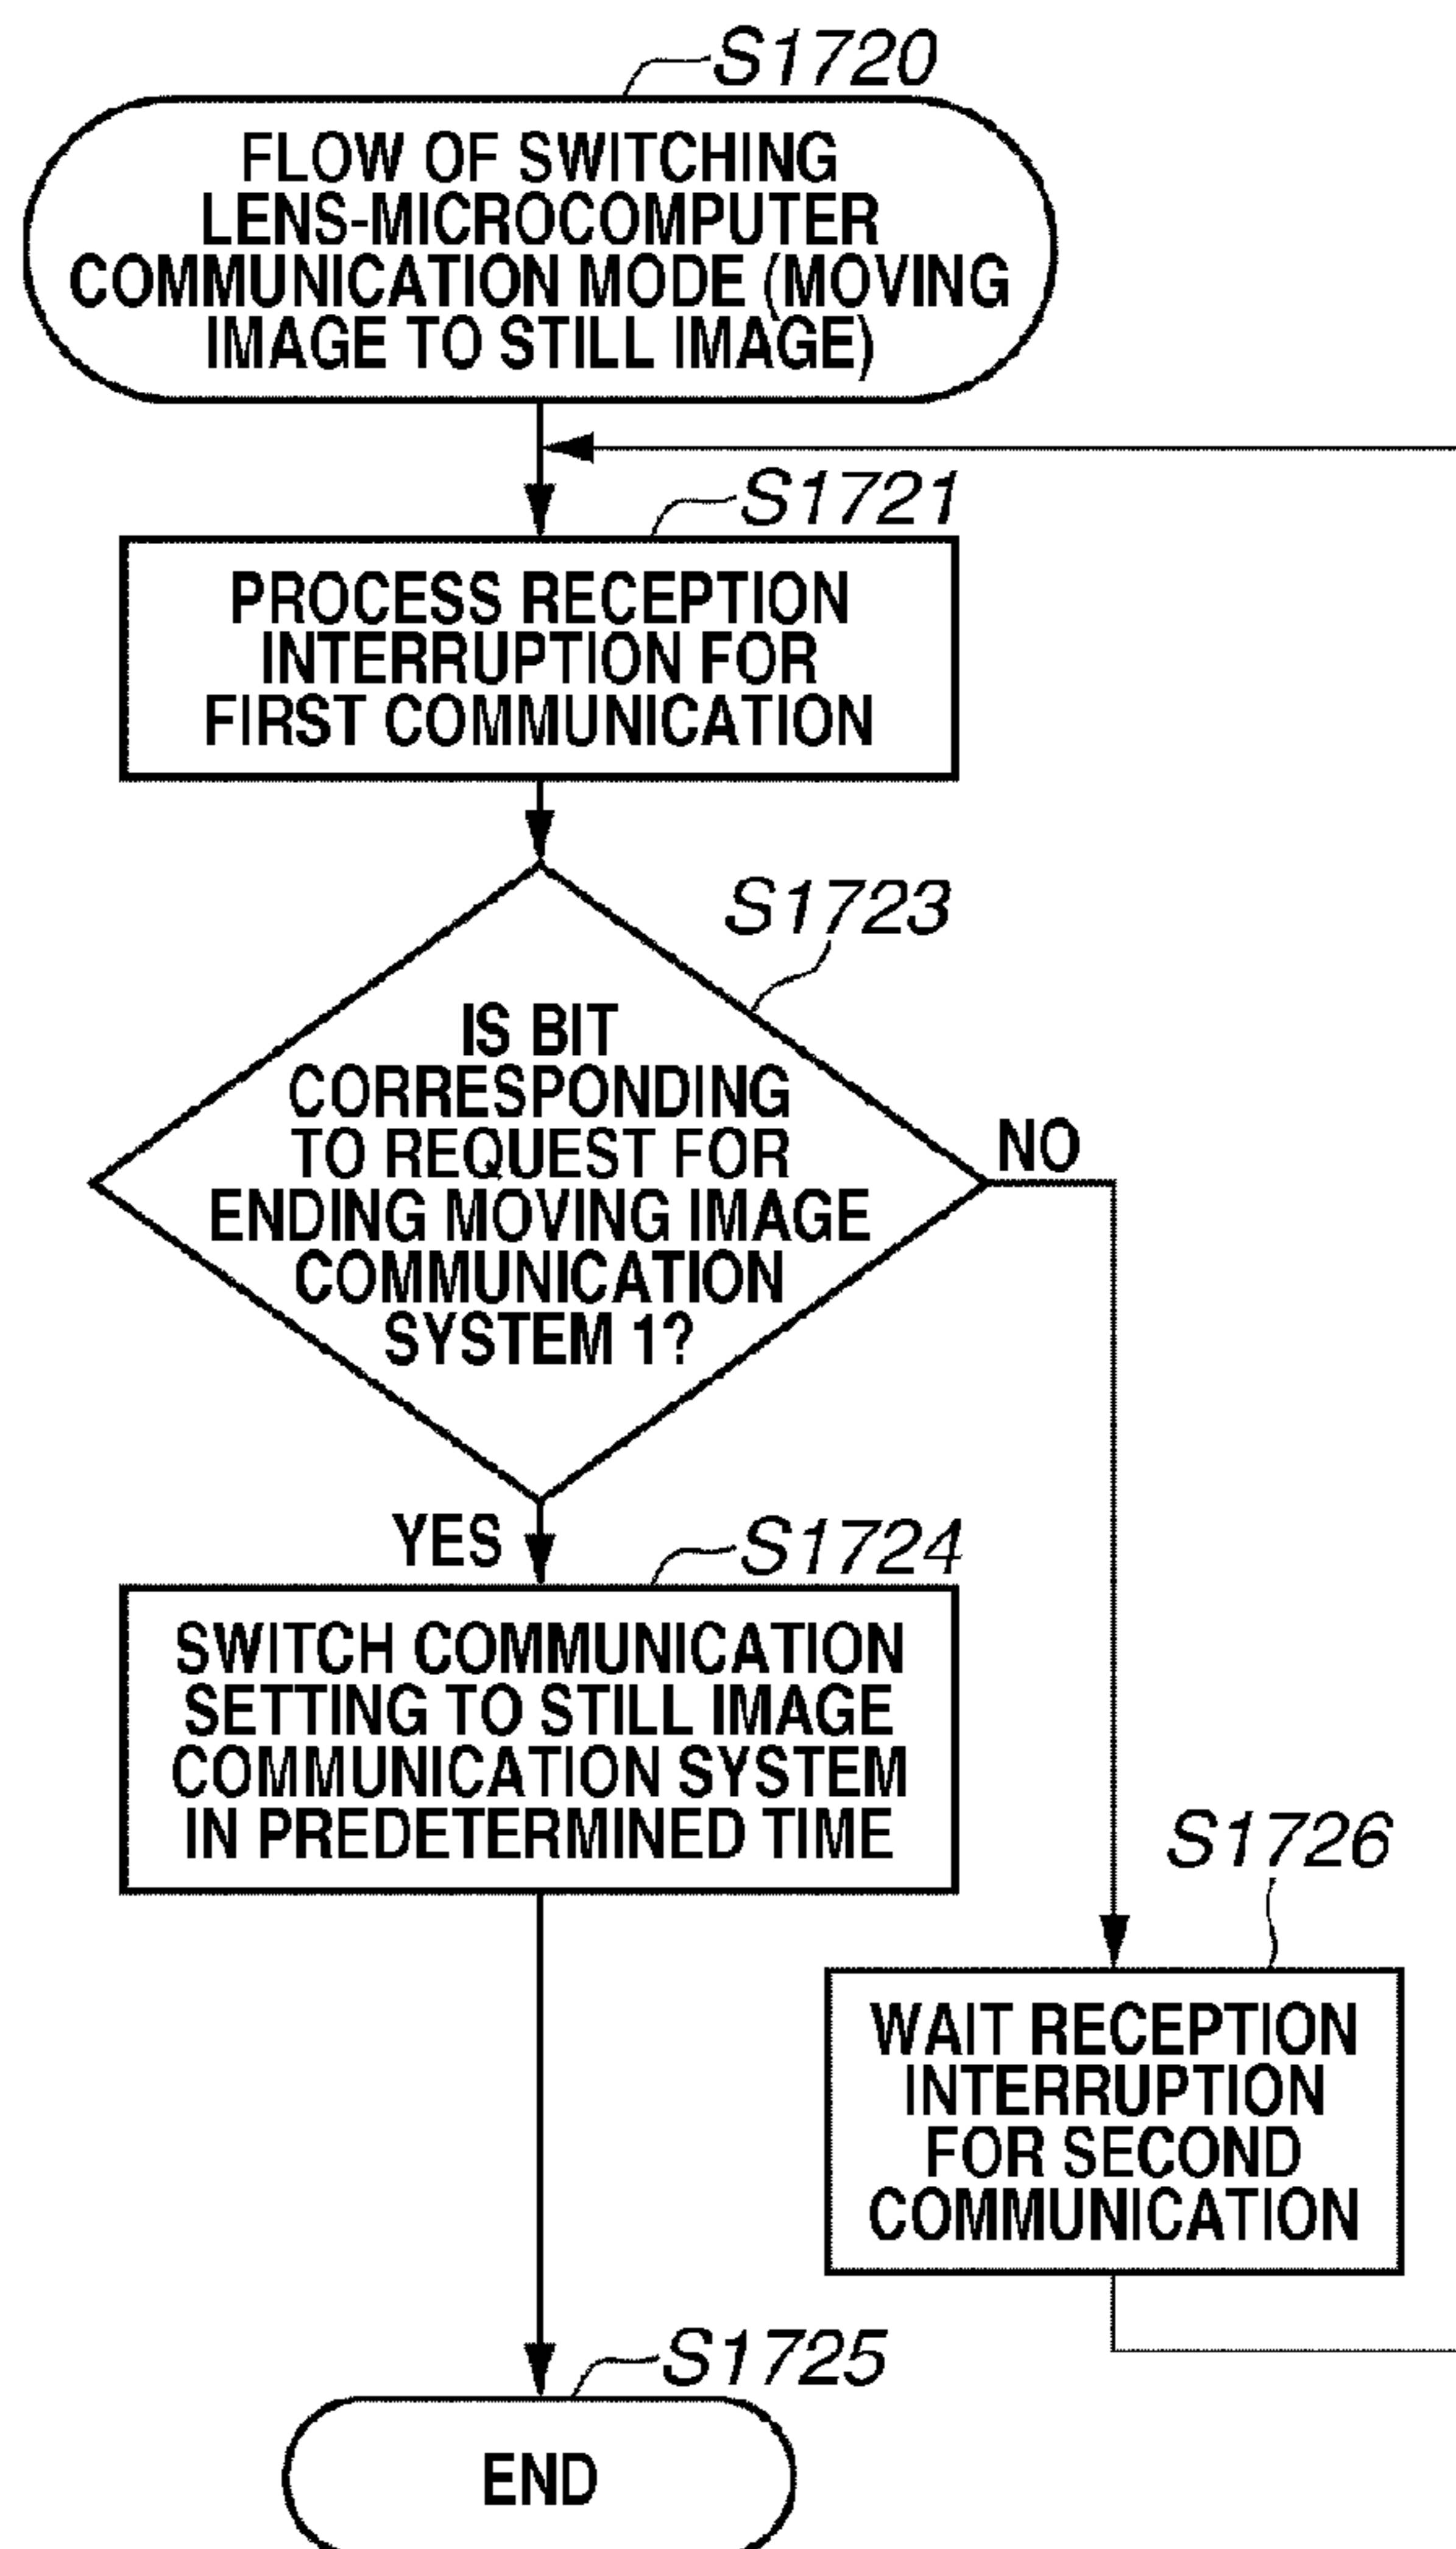 S1720
FLOW OF SWITCHING
LENS-MICROCOMPUTER
COMMUNICATION MODE (MOVING
IMAGE TO STILL IMAGE)
S1721
PROCESS RECEPTION
INTERRUPTION FOR
FIRST COMMUNICATION
S1723
IS BIT
CORRESPONDING
TO REQUEST FOR
ENDING MOVING IMAGE
COMMUNICATION
SYSTEM 1?
NO
YES
S1724
SWITCH COMMUNICATION
SETTING TO STILL IMAGE
COMMUNICATION SYSTEM
IN PREDETERMINED TIME
S1726
WAIT RECEPTION
INTERRUPTION
FOR SECOND
COMMUNICATION
S1725
END